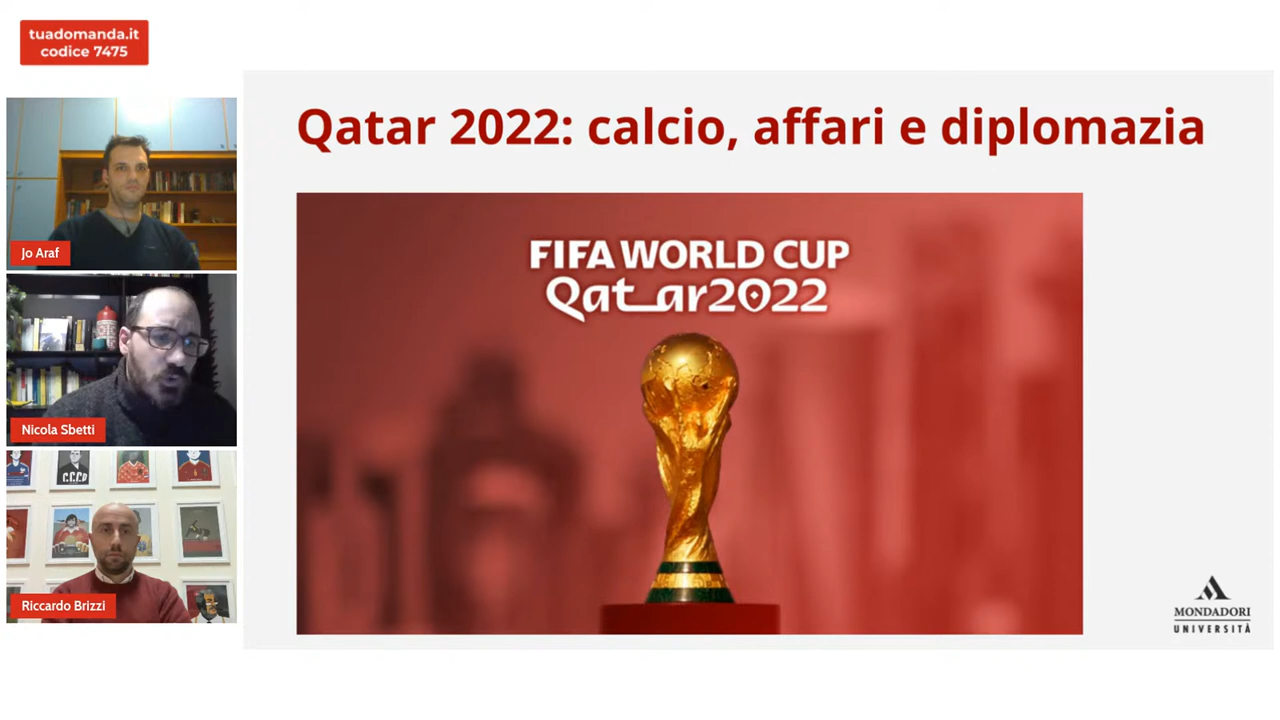 tuadomanda.it
codice 7475
Qatar 2022: calcio, affari e diplomazia
FIFA WORLD CUP
Qatar2022
Jo Araf
Nicola Sbetti
C.C.C.P
Riccardo Brizzi
MONDADORI
UNIVERSITÀ